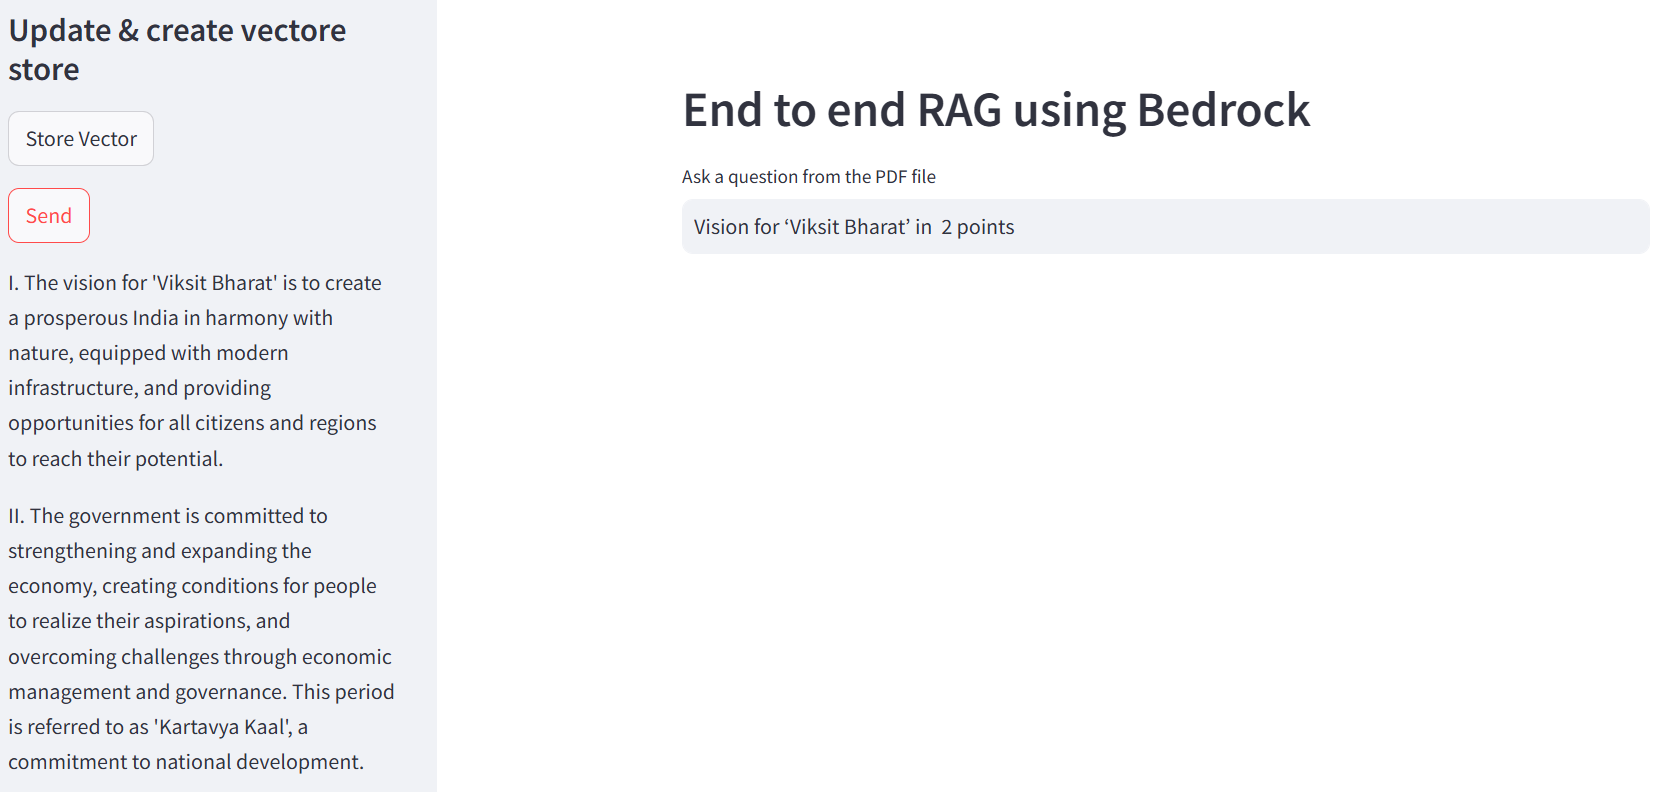 Update & create vectore
store
Store Vector
Send
I. The vision for 'Viksit Bharat' is to create
a prosperous India in harmony with
nature, equipped with modern
infrastructure, and providing
opportunities for all citizens and regions
to reach their potential.
II. The government is committed to
strengthening and expanding the
economy, creating conditions for people
to realize their aspirations, and
overcoming challenges through economic
management and governance. This period
is referred to as 'Kartavya Kaal', a
commitment to national development.
End to end RAG using Bedrock
Ask a question from the PDF file
Vision for ‘Viksit Bharat’ in  2 points